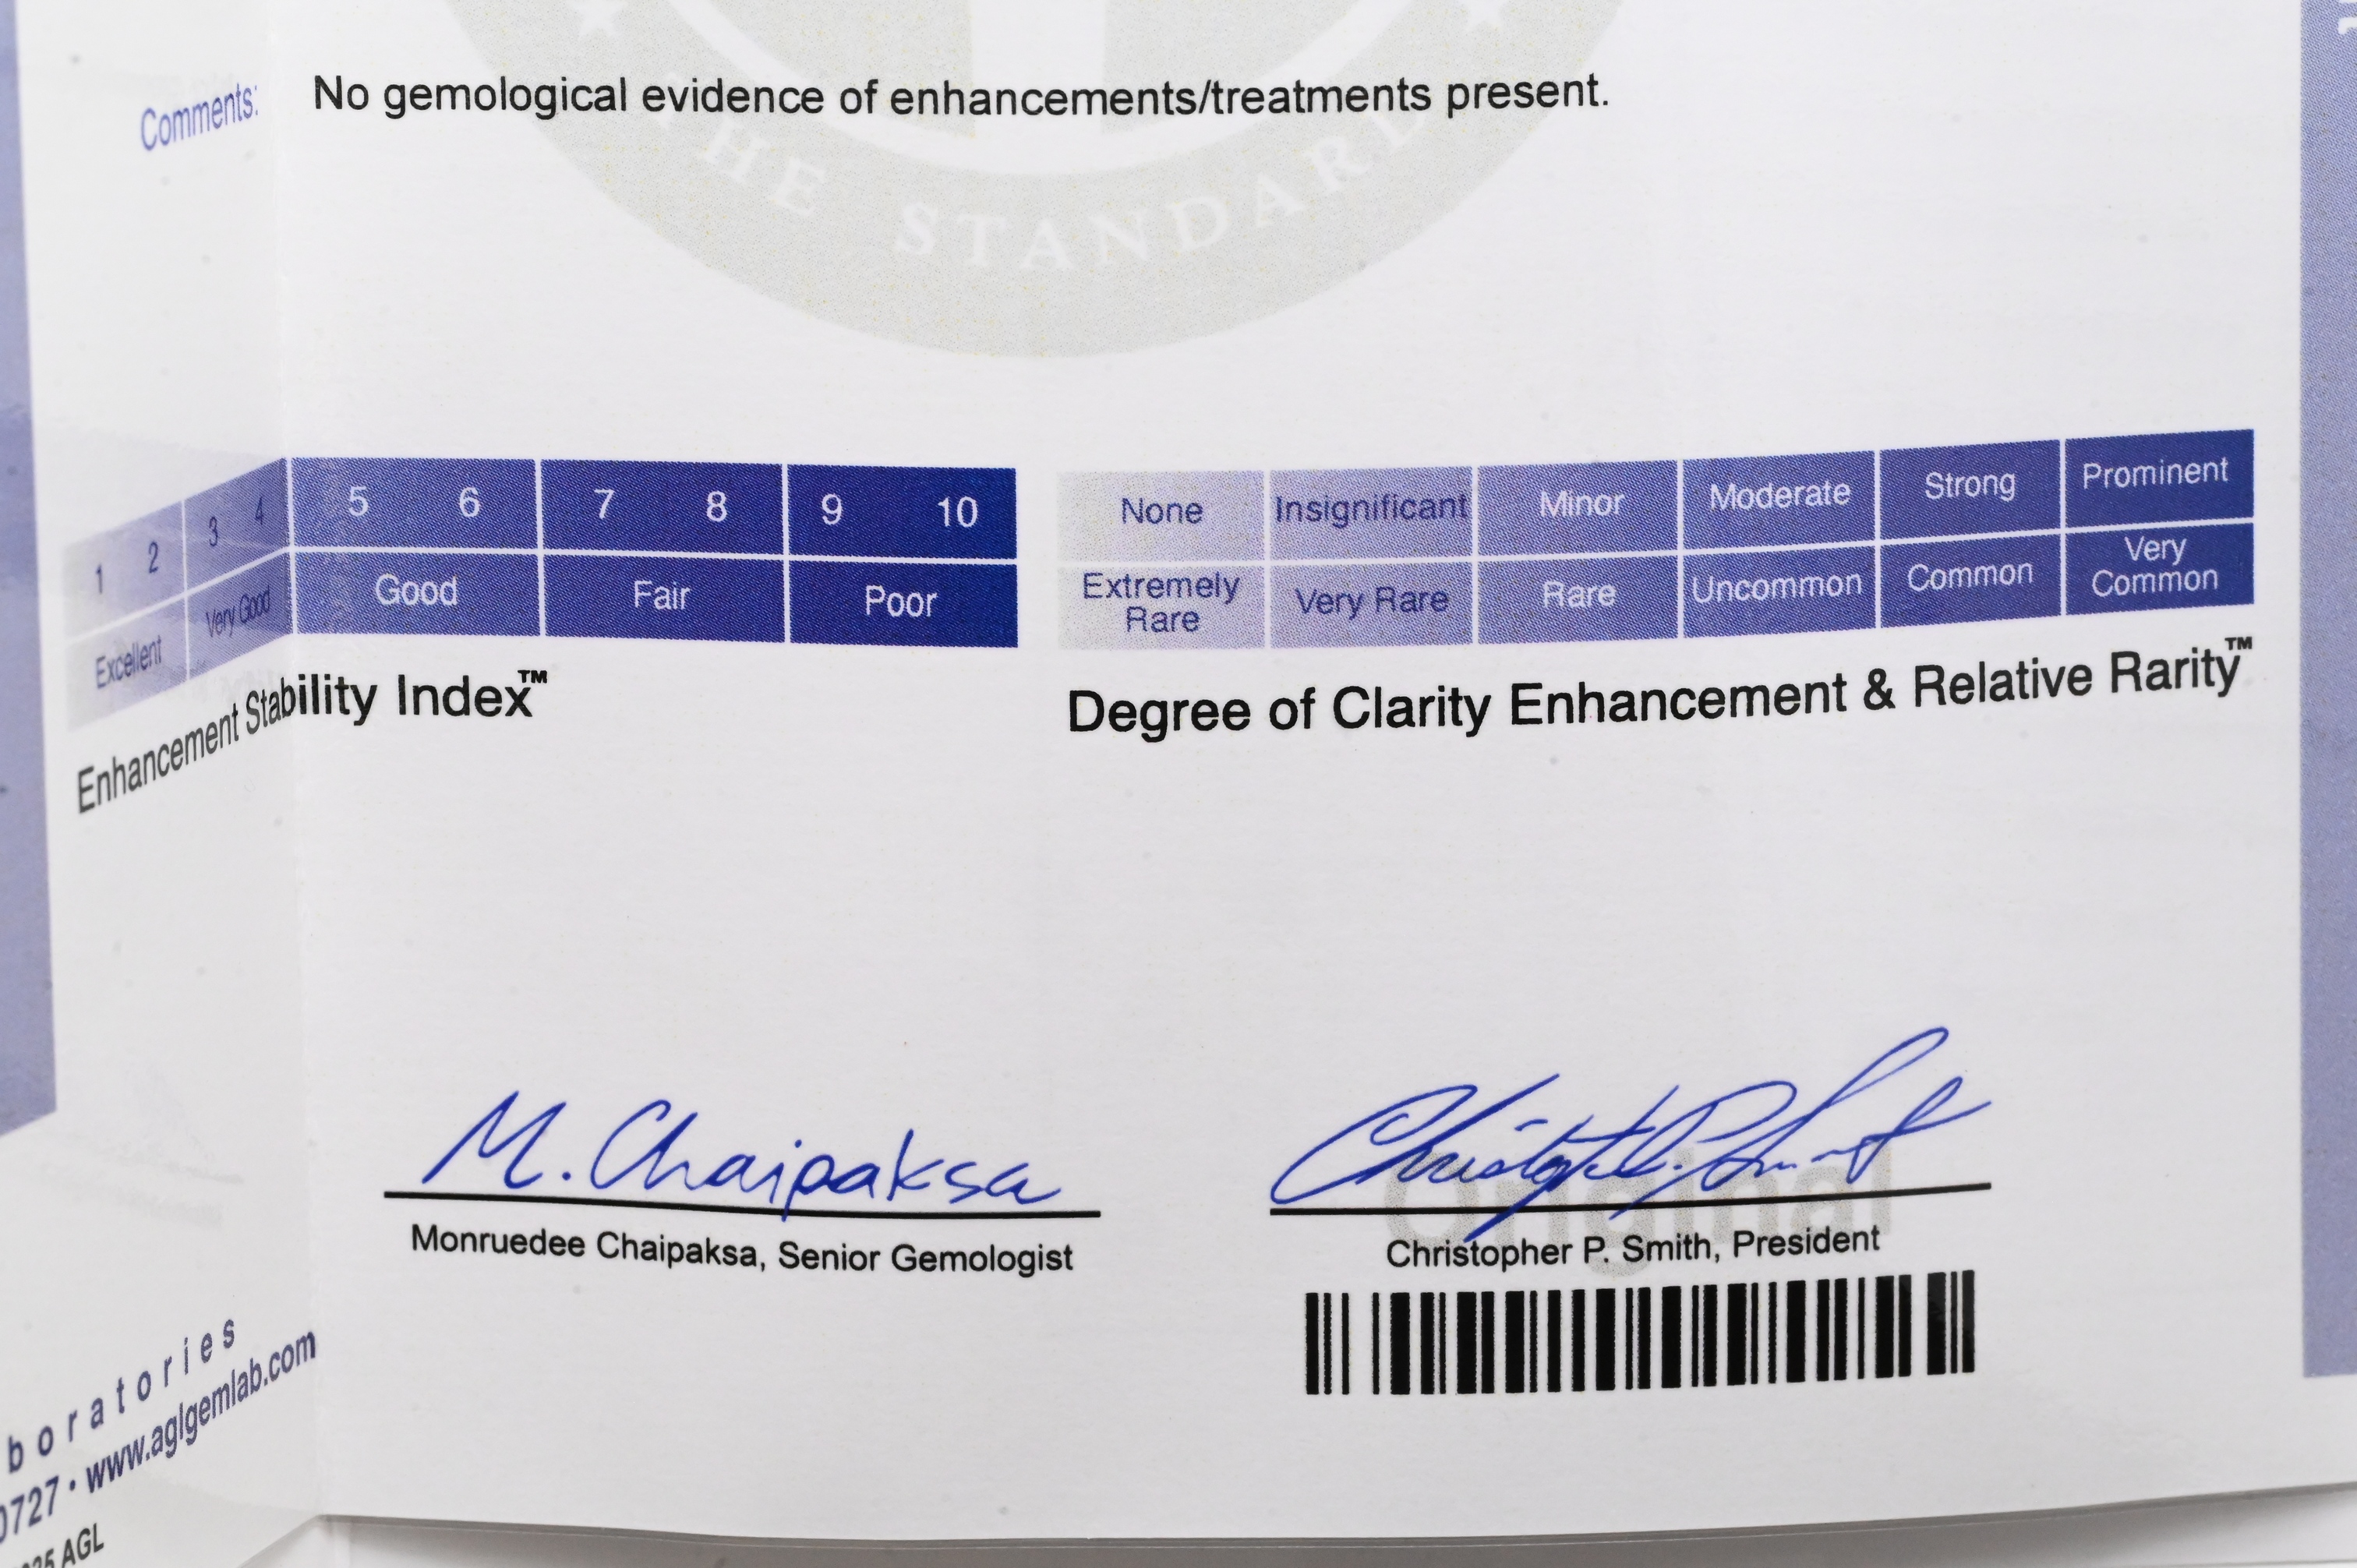 THE STANDARD
Comments: No gemological evidence of enhancements/treatments present.
1 2 3 4 5 6 7 8 9 10
Excellent Very Good Good Fair Poor
Enhancement Stability Index™
None Insignificant Minor Moderate Strong Prominent
Extremely Rare Very Rare Rare Uncommon Common Very Common
Degree of Clarity Enhancement & Relative Rarity™
M. Chaipaksa
Monruedee Chaipaksa, Senior Gemologist
Christopher P. Smith
Original
Christopher P. Smith, President
boratories
0727 • www.aglgemlab.com
AGL